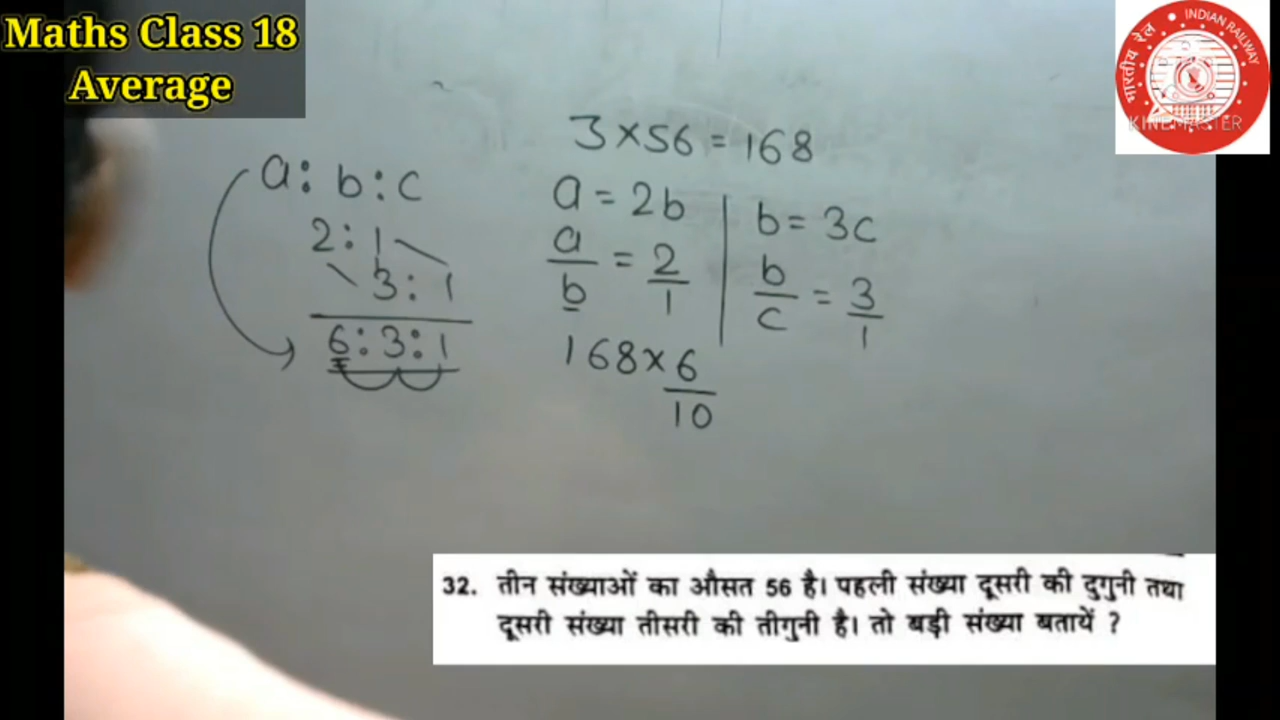 Maths Class 18
Average
INDIAN RAILWAY
भारतीय रेल
KINEMASTER
3×56=168
a:b:c
2:1
3:1
6:3:1
a=2b
a/b = 2/1
b=3c
b/c = 3/1
168×6/10
32. तीन संख्याओं का औसत 56 है। पहली संख्या दूसरी की दुगुनी तथा
दूसरी संख्या तीसरी की तीगुनी है। तो बड़ी संख्या बतायें ?